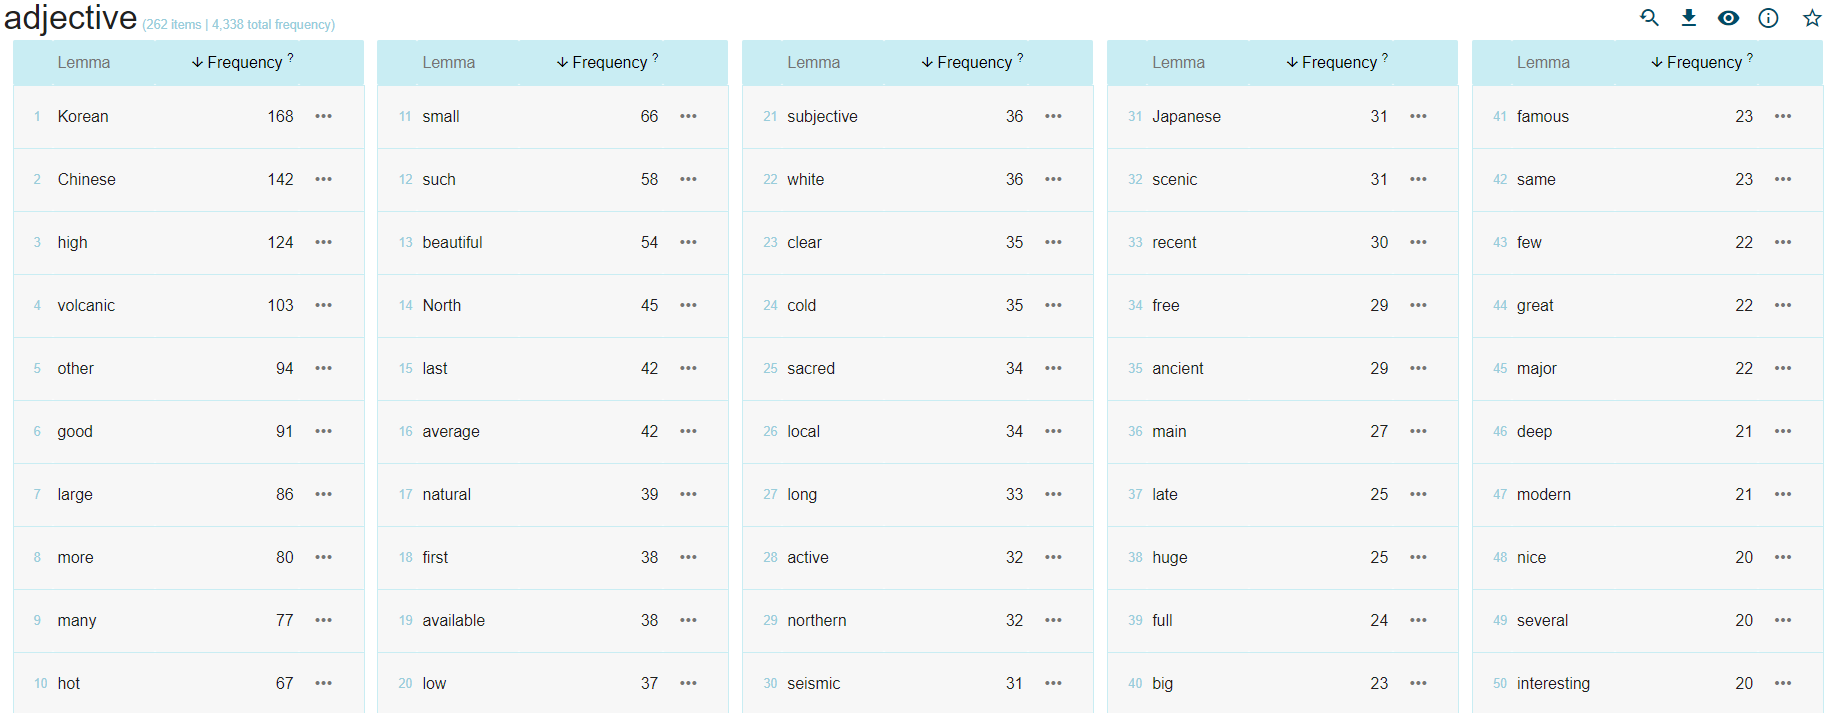 adjective (262 items | 4,338 total frequency)
Lemma ↓ Frequency ? Lemma ↓ Frequency ? Lemma ↓ Frequency ? Lemma ↓ Frequency ? Lemma ↓ Frequency ?
1 Korean 168 ••• 11 small 66 ••• 21 subjective 36 ••• 31 Japanese 31 ••• 41 famous 23 •••
2 Chinese 142 ••• 12 such 58 ••• 22 white 36 ••• 32 scenic 31 ••• 42 same 23 •••
3 high 124 ••• 13 beautiful 54 ••• 23 clear 35 ••• 33 recent 30 ••• 43 few 22 •••
4 volcanic 103 ••• 14 North 45 ••• 24 cold 35 ••• 34 free 29 ••• 44 great 22 •••
5 other 94 ••• 15 last 42 ••• 25 sacred 34 ••• 35 ancient 29 ••• 45 major 22 •••
6 good 91 ••• 16 average 42 ••• 26 local 34 ••• 36 main 27 ••• 46 deep 21 •••
7 large 86 ••• 17 natural 39 ••• 27 long 33 ••• 37 late 25 ••• 47 modern 21 •••
8 more 80 ••• 18 first 38 ••• 28 active 32 ••• 38 huge 25 ••• 48 nice 20 •••
9 many 77 ••• 19 available 38 ••• 29 northern 32 ••• 39 full 24 ••• 49 several 20 •••
10 hot 67 ••• 20 low 37 ••• 30 seismic 31 ••• 40 big 23 ••• 50 interesting 20 •••